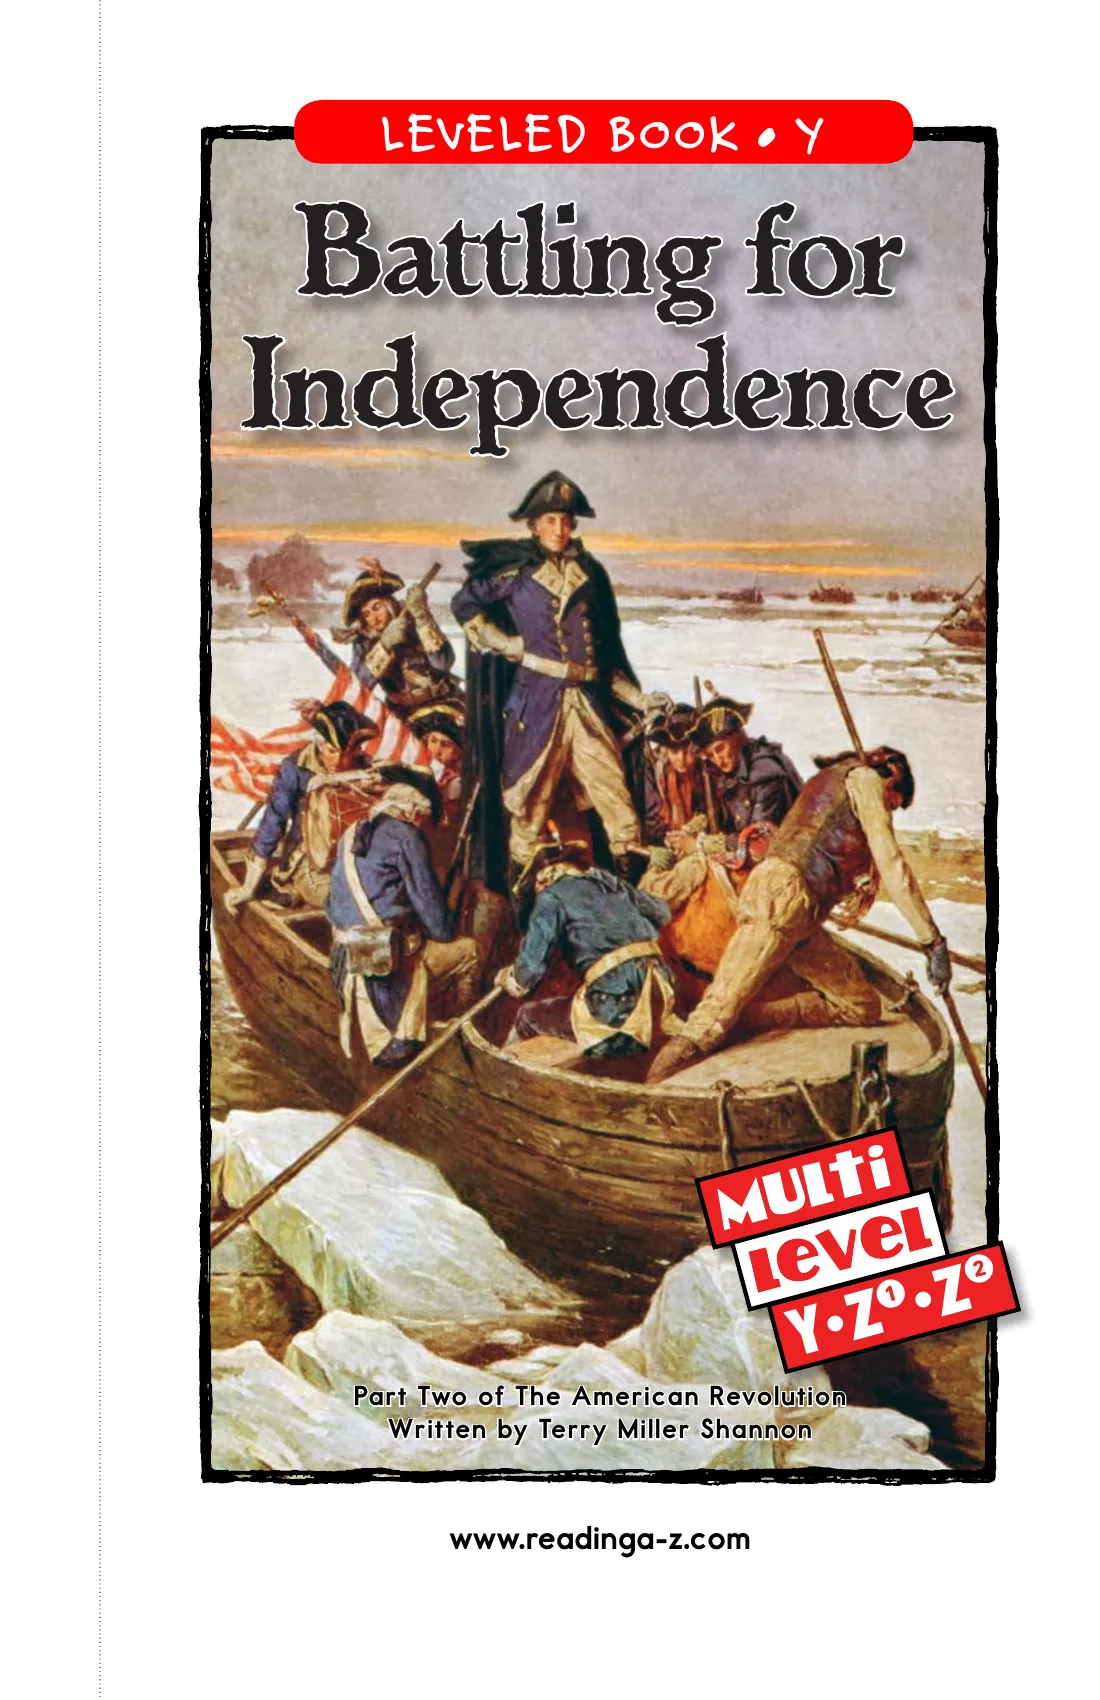 LEVELED BOOK • Y
Battling for
Independence
MULTI
LEVEL
Y•Z①•Z②
Part Two of The American Revolution
Written by Terry Miller Shannon
www.readinga-z.com